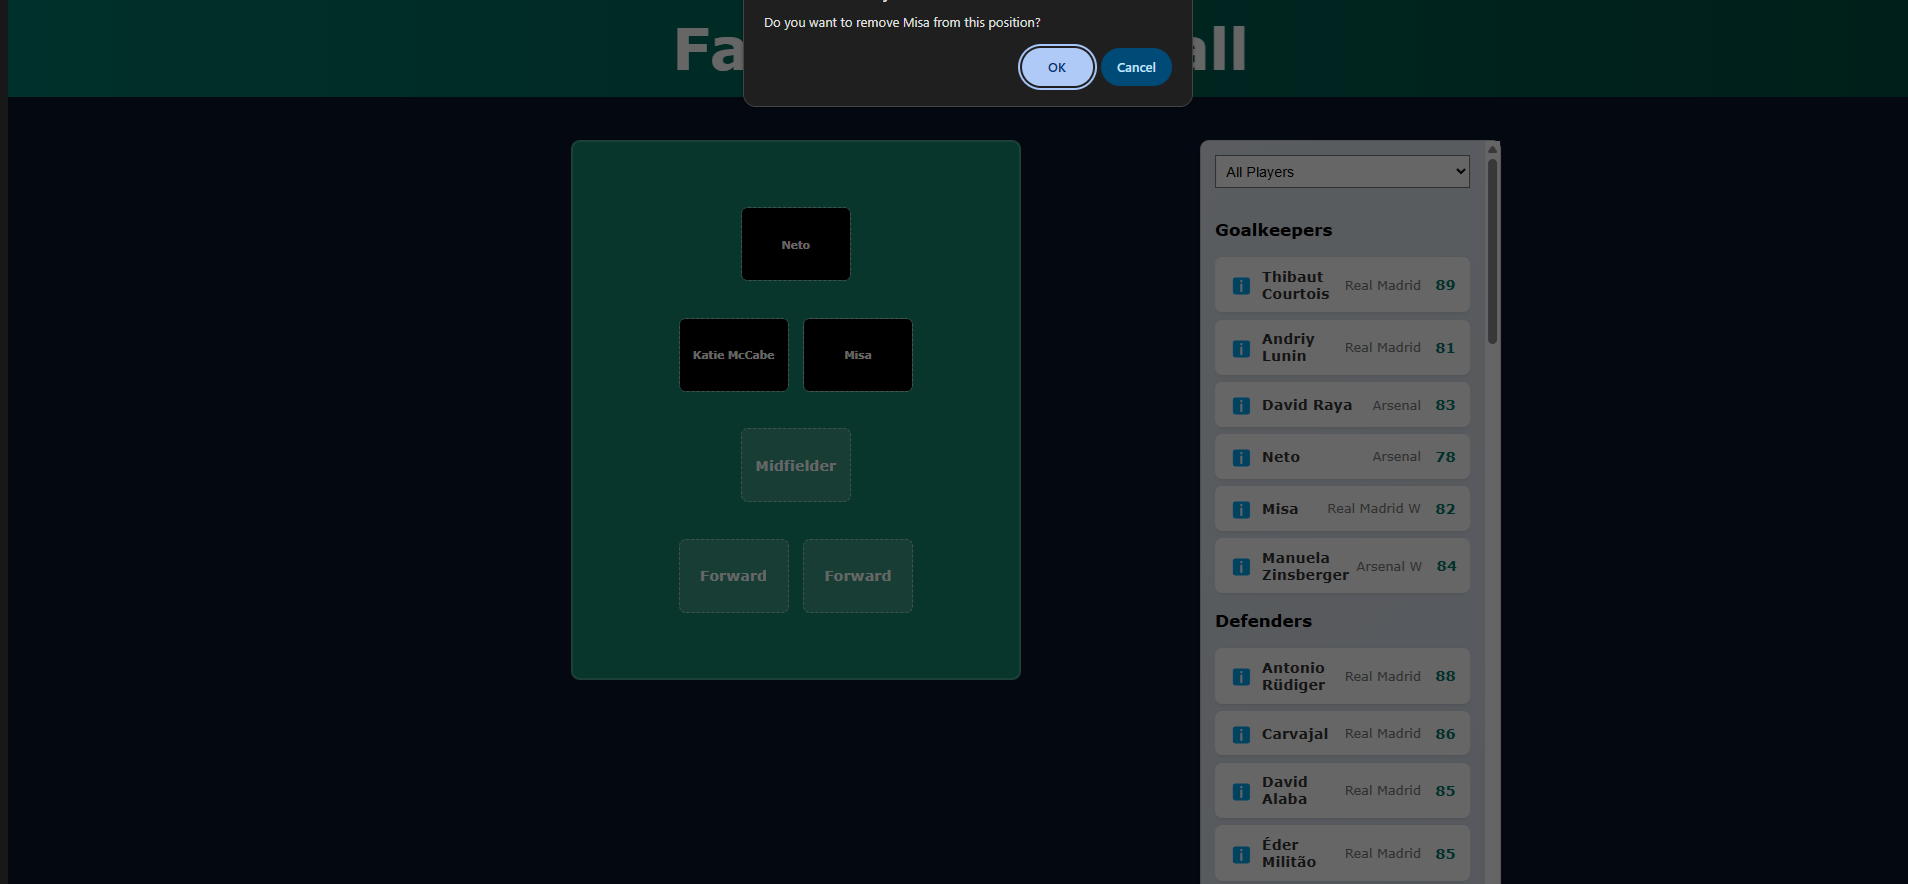 Do you want to remove Misa from this position?
OK
Cancel
All Players
Neto
Katie McCabe
Misa
Midfielder
Forward
Forward
Goalkeepers
Thibaut
Courtois
Real Madrid
89
Andriy
Lunin
Real Madrid
81
David Raya
Arsenal
83
Neto
Arsenal
78
Misa
Real Madrid W
82
Manuela
Zinsberger
Arsenal W
84
Defenders
Antonio
Rüdiger
Real Madrid
88
Carvajal
Real Madrid
86
David
Alaba
Real Madrid
85
Éder
Militão
Real Madrid
85